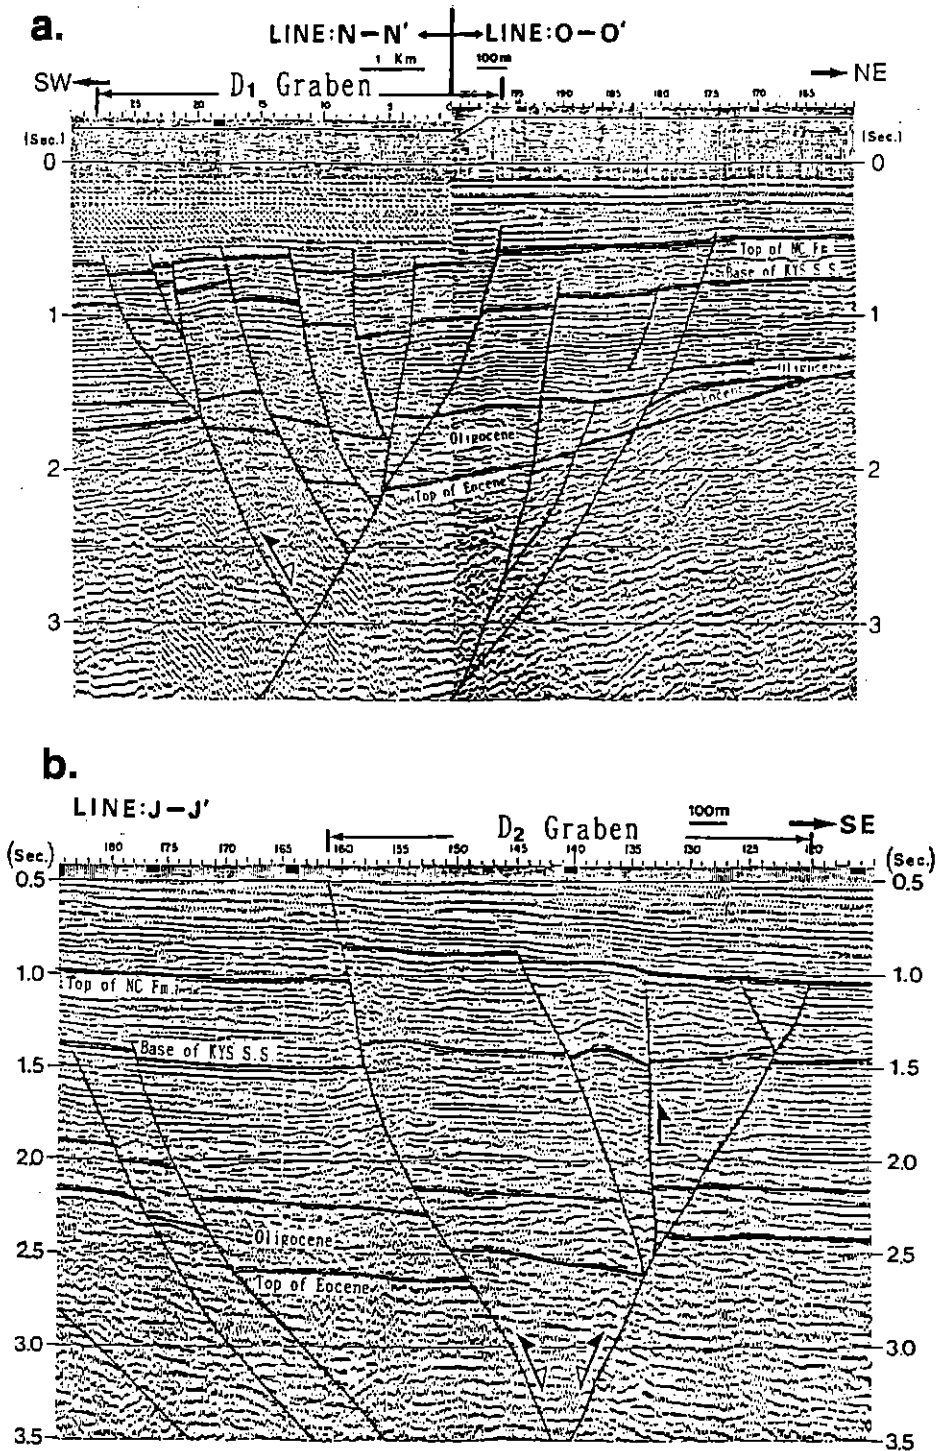 a.
LINE:N–N' LINE:O–O'
1 Km 100m
SW D1 Graben NE
25 20 15 10 5 195 190 185 180 175 170 165
(Sec.) (Sec.)
0 0
Top of NC Fm
Base of KYS S.S.
1 1
Oligocene
Eocene
Oligocene
2 2
Top of Eocene
3 3
b.
LINE:J–J'
D2 Graben 100m SE
(Sec.) 180 175 170 165 160 155 150 145 140 135 130 125 (Sec.)
0.5 0.5
1.0 1.0
Top of NC Fm.
Base of KYS S.S.
1.5 1.5
2.0 2.0
Oligocene
2.5 2.5
Top of Eocene
3.0 3.0
3.5 3.5